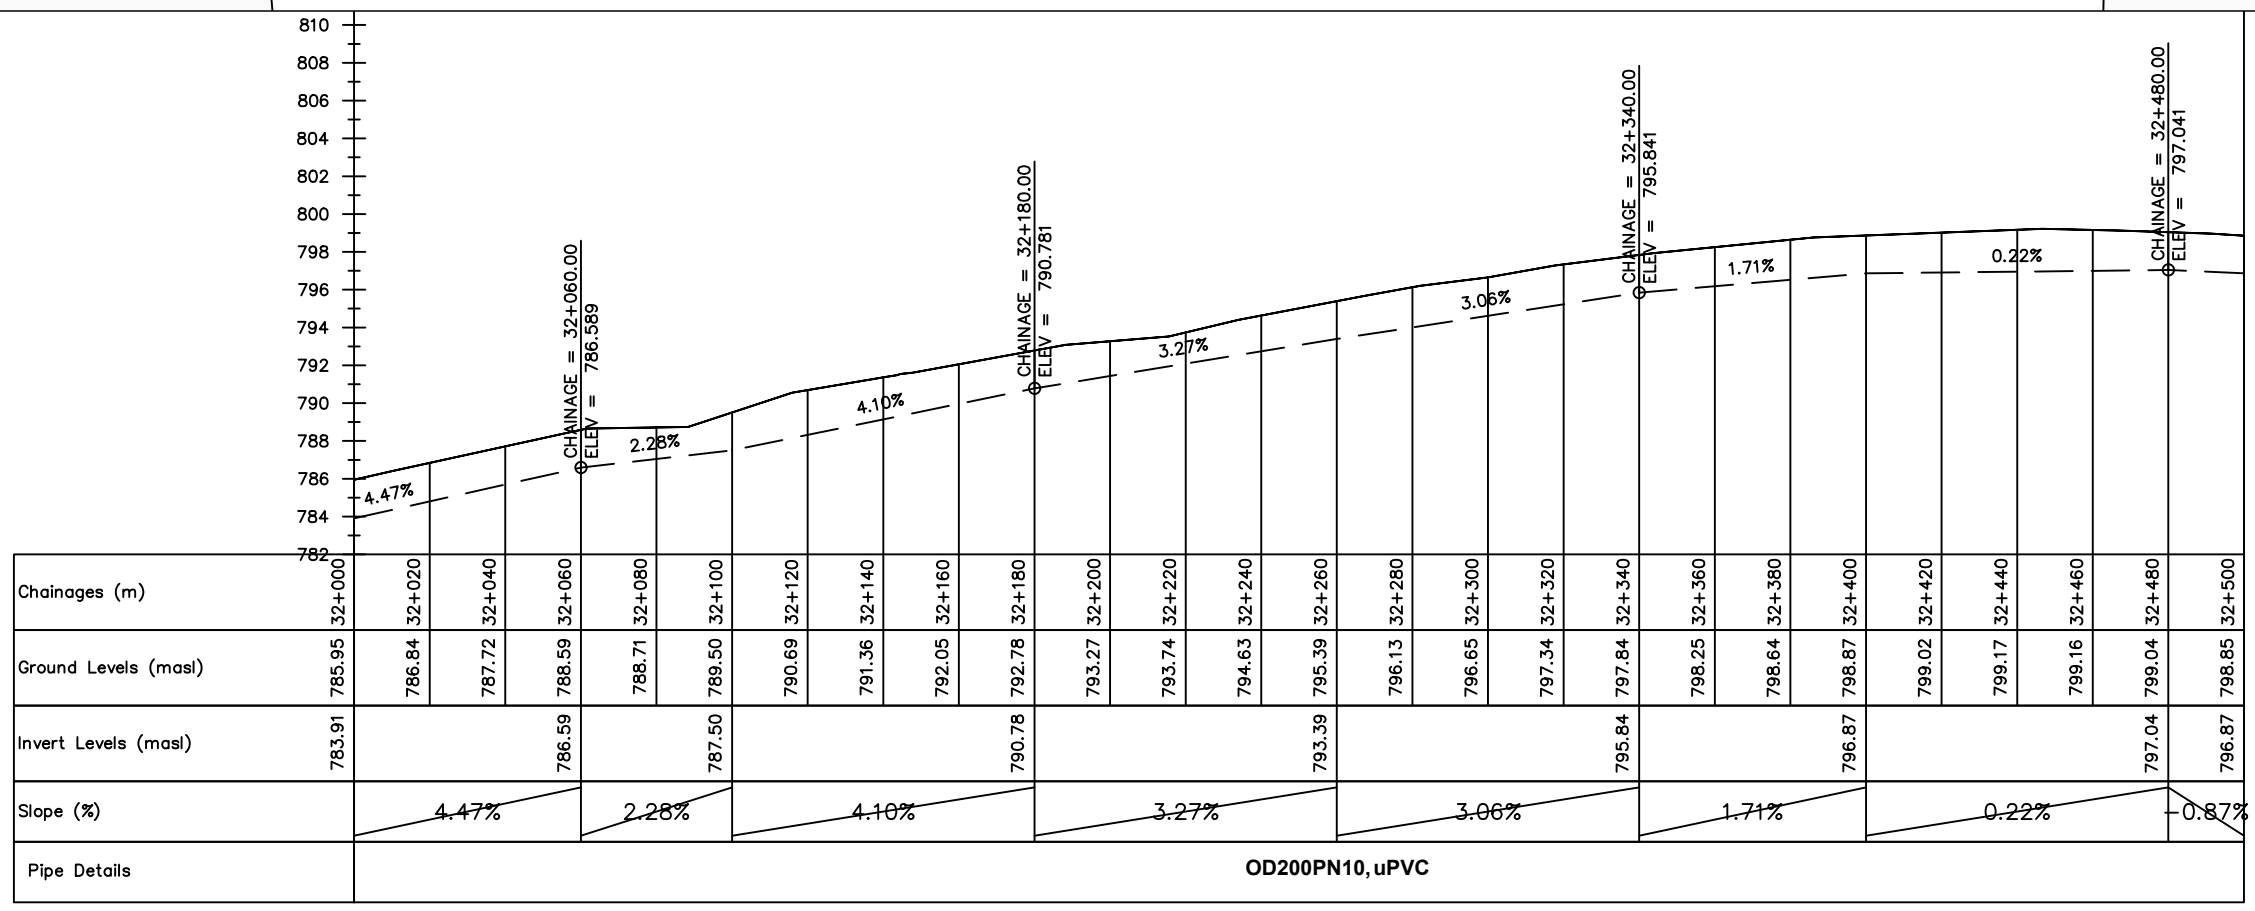 810
808
806
804
802
800
798
796
794
792
790
788
786
784
782
CHAINAGE = 32+060.00
ELEV = 786.589
CHAINAGE = 32+180.00
ELEV = 790.781
CHAINAGE = 32+340.00
ELEV = 795.841
CHAINAGE = 32+480.00
ELEV = 797.041
4.47%
2.28%
4.10%
3.27%
3.06%
1.71%
0.22%
Chainages (m) 32+000 32+020 32+040 32+060 32+080 32+100 32+120 32+140 32+160 32+180 32+200 32+220 32+240 32+260 32+280 32+300 32+320 32+340 32+360 32+380 32+400 32+420 32+440 32+460 32+480 32+500
Ground Levels (masl) 785.95 786.84 787.72 788.59 788.71 789.50 790.69 791.36 792.05 792.78 793.27 793.74 794.63 795.39 796.13 796.65 797.34 797.84 798.25 798.64 798.87 799.02 799.17 799.16 799.04 798.85
Invert Levels (masl) 783.91 786.59 787.50 790.78 793.39 795.84 796.87 797.04 796.87
Slope (%) 4.47% 2.28% 4.10% 3.27% 3.06% 1.71% 0.22% -0.87%
Pipe Details OD200PN10, uPVC